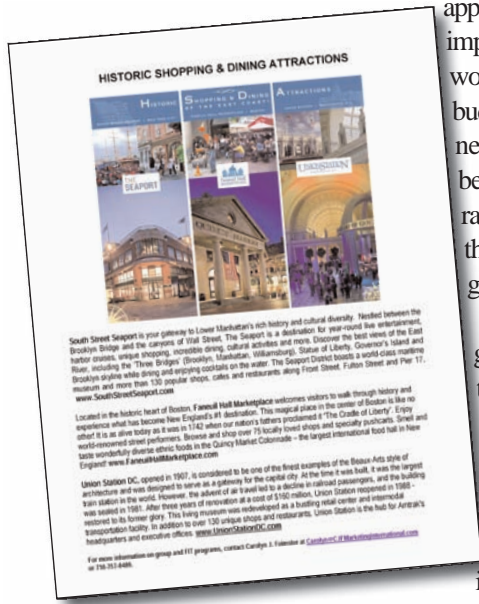 HISTORIC SHOPPING & DINING ATTRACTIONS
HISTORIC
SHOPPING & DINING
OF THE EAST COAST
ATTRACTIONS
THE
SEAPORT
UNION STATION
South Street Seaport is your gateway to Lower Manhattan's rich history and cultural diversity. Nestled between the
Brooklyn Bridge and the canyons of Wall Street, The Seaport is a destination for year-round live entertainment,
harbor cruises, unique shopping, incredible dining, cultural activities and more. Discover the best views of the East
River, including the 'Three Bridges' (Brooklyn, Manhattan, Williamsburg), Statue of Liberty, Governor's Island and
Brooklyn skyline while dining and enjoying cocktails on the water. The Seaport District boasts a world-class maritime
museum and more than 130 popular shops, cafes and restaurants along Front Street, Fulton Street and Pier 17.
www.SouthStreetSeaport.com
Located in the historic heart of Boston, Faneuil Hall Marketplace welcomes visitors to walk through history and
experience what has become New England's #1 destination. This magical place in the center of Boston is like no
other! It is as alive today as it was in 1742 when our nation's fathers proclaimed it "The Cradle of Liberty". Enjoy
world-renowned street performers. Browse and shop over 75 locally loved shops and specialty pushcarts. Smell and
taste wonderfully diverse ethnic foods in the Quincy Market Colonnade – the largest international food hall in New
England! www.FaneuilHallMarketplace.com
Union Station DC, opened in 1907, is considered to be one of the finest examples of the Beaux-Arts style of
architecture and was designed to serve as a gateway for the capital city. At the time it was built, it was the largest
train station in the world. However, the advent of air travel led to a decline in railroad passengers, and the building
was sealed in 1981. After three years of renovation at a cost of $160 million, Union Station reopened in 1988 -
restored to its former glory. This living museum was redeveloped as a bustling retail center and intermodal
transportation facility. In addition to over 130 unique shops and restaurants, Union Station is the hub for Amtrak's
headquarters and executive offices. www.UnionStationDC.com
For more information on group and FIT programs, contact Carolyn J. Feimster at Carolyn@CJFMarketingInternational.com
app
imp
wo
ne
be
ra
th
g
g